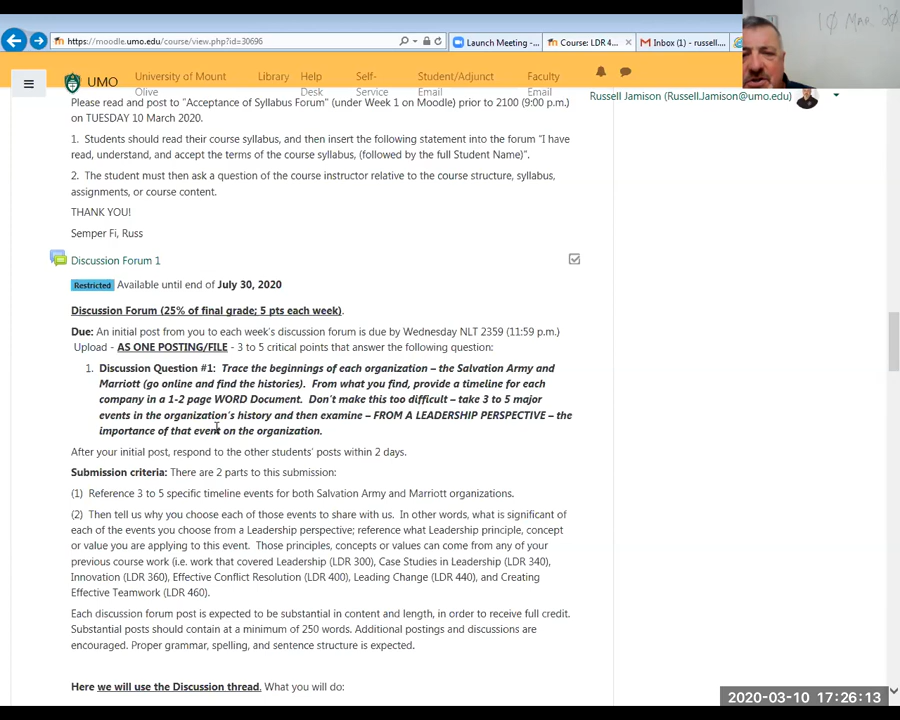 10 MAR '20
https://moodle.umo.edu/course/view.php?id=30696
Launch Meeting -...
Course: LDR 4...
Inbox (1) - russell....
UMO
University of Mount Olive
Library
Help Desk
Self-Service
Student/Adjunct Email
Faculty Email
Russell Jamison (Russell.Jamison@umo.edu)
Please read and post to "Acceptance of Syllabus Forum" (under Week 1 on Moodle) prior to 2100 (9:00 p.m.)
on TUESDAY 10 March 2020.
1. Students should read their course syllabus, and then insert the following statement into the forum "I have
read, understand, and accept the terms of the course syllabus, (followed by the full Student Name)".
2. The student must then ask a question of the course instructor relative to the course structure, syllabus,
assignments, or course content.
THANK YOU!
Semper Fi, Russ
Discussion Forum 1
Restricted Available until end of July 30, 2020
Discussion Forum (25% of final grade; 5 pts each week).
Due: An initial post from you to each week's discussion forum is due by Wednesday NLT 2359 (11:59 p.m.)
Upload - AS ONE POSTING/FILE - 3 to 5 critical points that answer the following question:
1. Discussion Question #1: Trace the beginnings of each organization – the Salvation Army and
Marriott (go online and find the histories). From what you find, provide a timeline for each
company in a 1-2 page WORD Document. Don't make this too difficult – take 3 to 5 major
events in the organization's history and then examine – FROM A LEADERSHIP PERSPECTIVE – the
importance of that event on the organization.
After your initial post, respond to the other students' posts within 2 days.
Submission criteria: There are 2 parts to this submission:
(1) Reference 3 to 5 specific timeline events for both Salvation Army and Marriott organizations.
(2) Then tell us why you choose each of those events to share with us. In other words, what is significant of
each of the events you choose from a Leadership perspective; reference what Leadership principle, concept
or value you are applying to this event. Those principles, concepts or values can come from any of your
previous course work (i.e. work that covered Leadership (LDR 300), Case Studies in Leadership (LDR 340),
Innovation (LDR 360), Effective Conflict Resolution (LDR 400), Leading Change (LDR 440), and Creating
Effective Teamwork (LDR 460).
Each discussion forum post is expected to be substantial in content and length, in order to receive full credit.
Substantial posts should contain at a minimum of 250 words. Additional postings and discussions are
encouraged. Proper grammar, spelling, and sentence structure is expected.
Here we will use the Discussion thread. What you will do:
2020-03-10 17:26:13